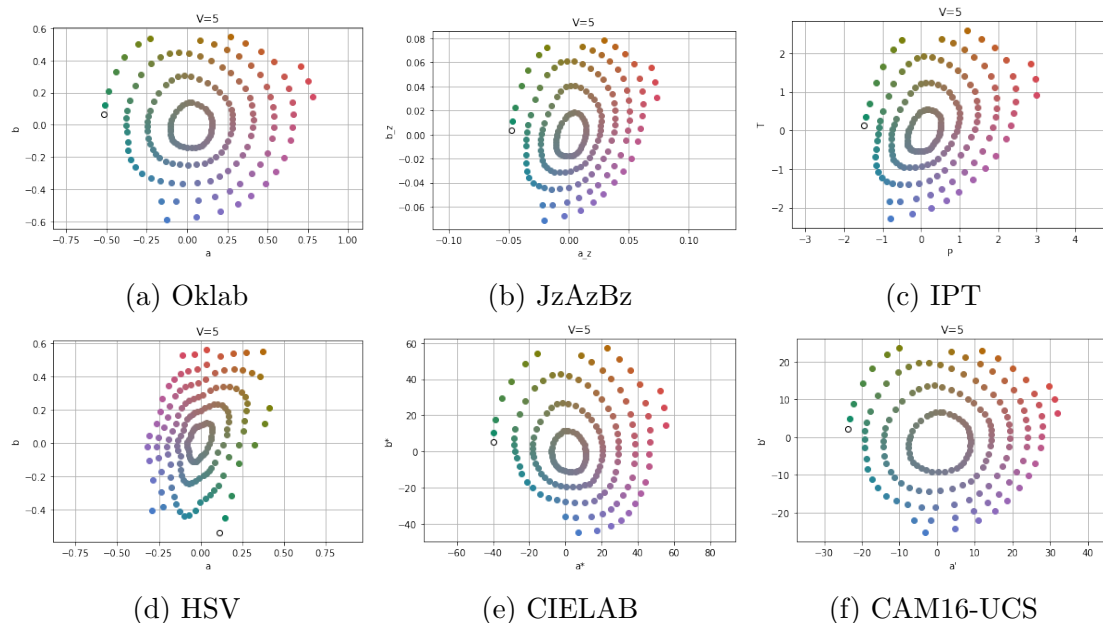 V=5
0.6
0.4
0.2
0.0
−0.2
−0.4
−0.6
b
−0.75 −0.50 −0.25 0.00 0.25 0.50 0.75 1.00
a
(a) Oklab
V=5
0.08
0.06
0.04
0.02
0.00
−0.02
−0.04
−0.06
b_z
−0.10 −0.05 0.00 0.05 0.10
a_z
(b) JzAzBz
V=5
2
1
0
−1
−2
T
−3 −2 −1 0 1 2 3 4
P
(c) IPT
V=5
0.6
0.4
0.2
0.0
−0.2
−0.4
b
−0.75 −0.50 −0.25 0.00 0.25 0.50 0.75
a
(d) HSV
V=5
60
40
20
0
−20
−40
b*
−60 −40 −20 0 20 40 60 80
a*
(e) CIELAB
V=5
20
10
0
−10
−20
b'
−30 −20 −10 0 10 20 30 40
a'
(f) CAM16-UCS